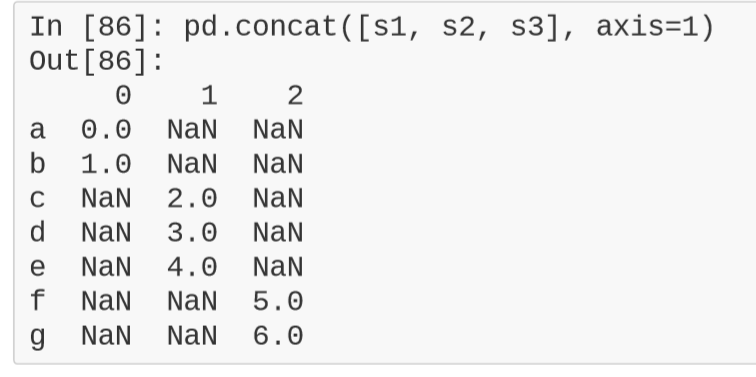 In [86]: pd.concat([s1, s2, s3], axis=1)
Out[86]:
     0    1    2
a  0.0  NaN  NaN
b  1.0  NaN  NaN
c  NaN  2.0  NaN
d  NaN  3.0  NaN
e  NaN  4.0  NaN
f  NaN  NaN  5.0
g  NaN  NaN  6.0